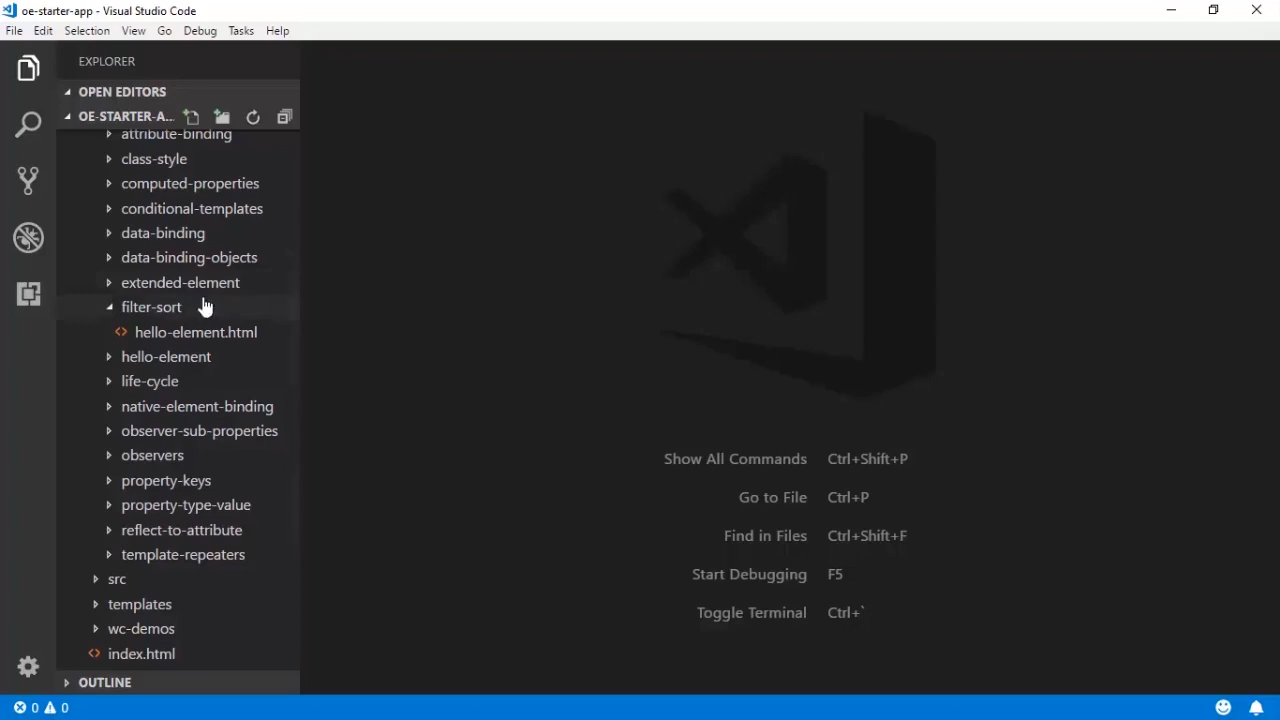 oe-starter-app - Visual Studio Code
File Edit Selection View Go Debug Tasks Help
EXPLORER
OPEN EDITORS
OE-STARTER-A...
attribute-binding
class-style
computed-properties
conditional-templates
data-binding
data-binding-objects
extended-element
filter-sort
hello-element.html
hello-element
life-cycle
native-element-binding
observer-sub-properties
observers
property-keys
property-type-value
reflect-to-attribute
template-repeaters
src
templates
wc-demos
index.html
OUTLINE
Show All Commands Ctrl+Shift+P
Go to File Ctrl+P
Find in Files Ctrl+Shift+F
Start Debugging F5
Toggle Terminal Ctrl+`
0 0